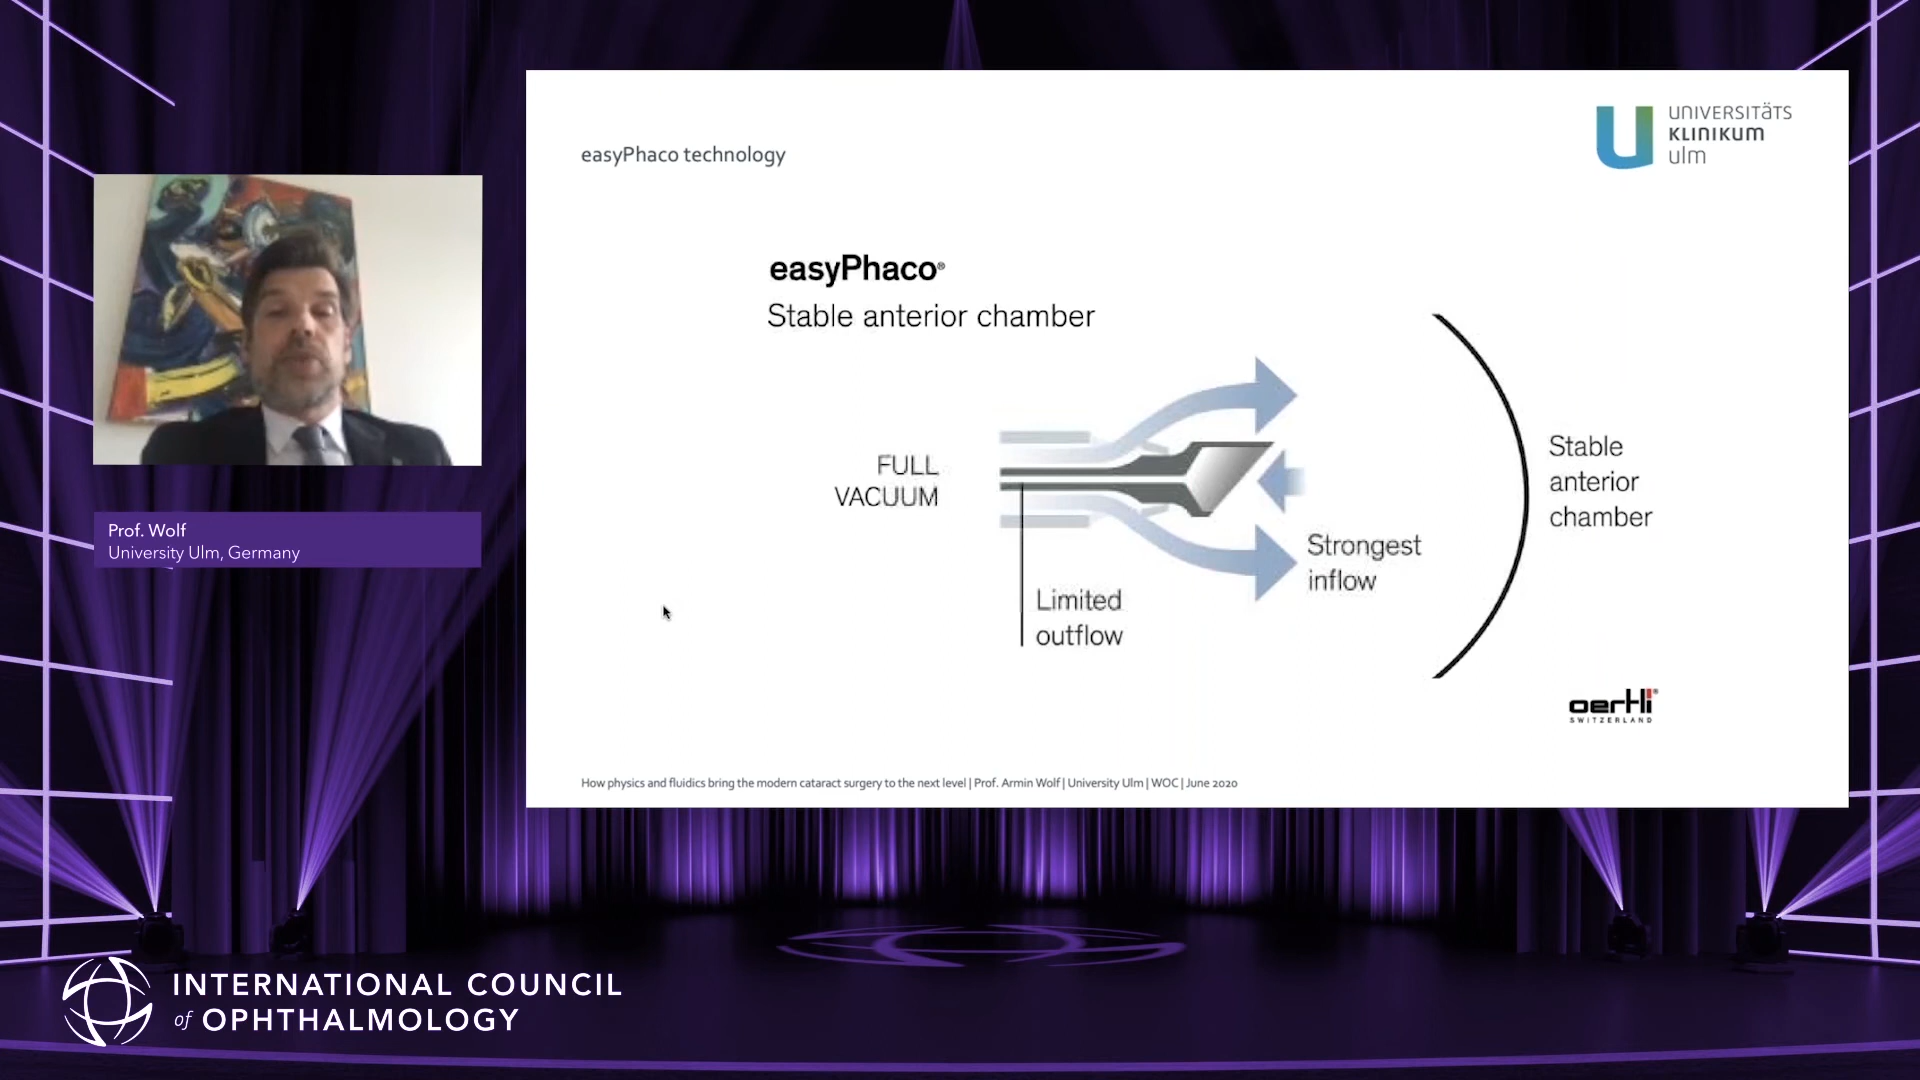 UNIVERSITÄTS
KLINIKUM
ulm
easyPhaco technology
easyPhaco®
Stable anterior chamber
FULL
VACUUM
Limited
outflow
Strongest
inflow
Stable
anterior
chamber
oertli®
SWITZERLAND
How physics and fluidics bring the modern cataract surgery to the next level | Prof. Armin Wolf | University Ulm | WOC | June 2020
Prof. Wolf
University Ulm, Germany
INTERNATIONAL COUNCIL
of OPHTHALMOLOGY